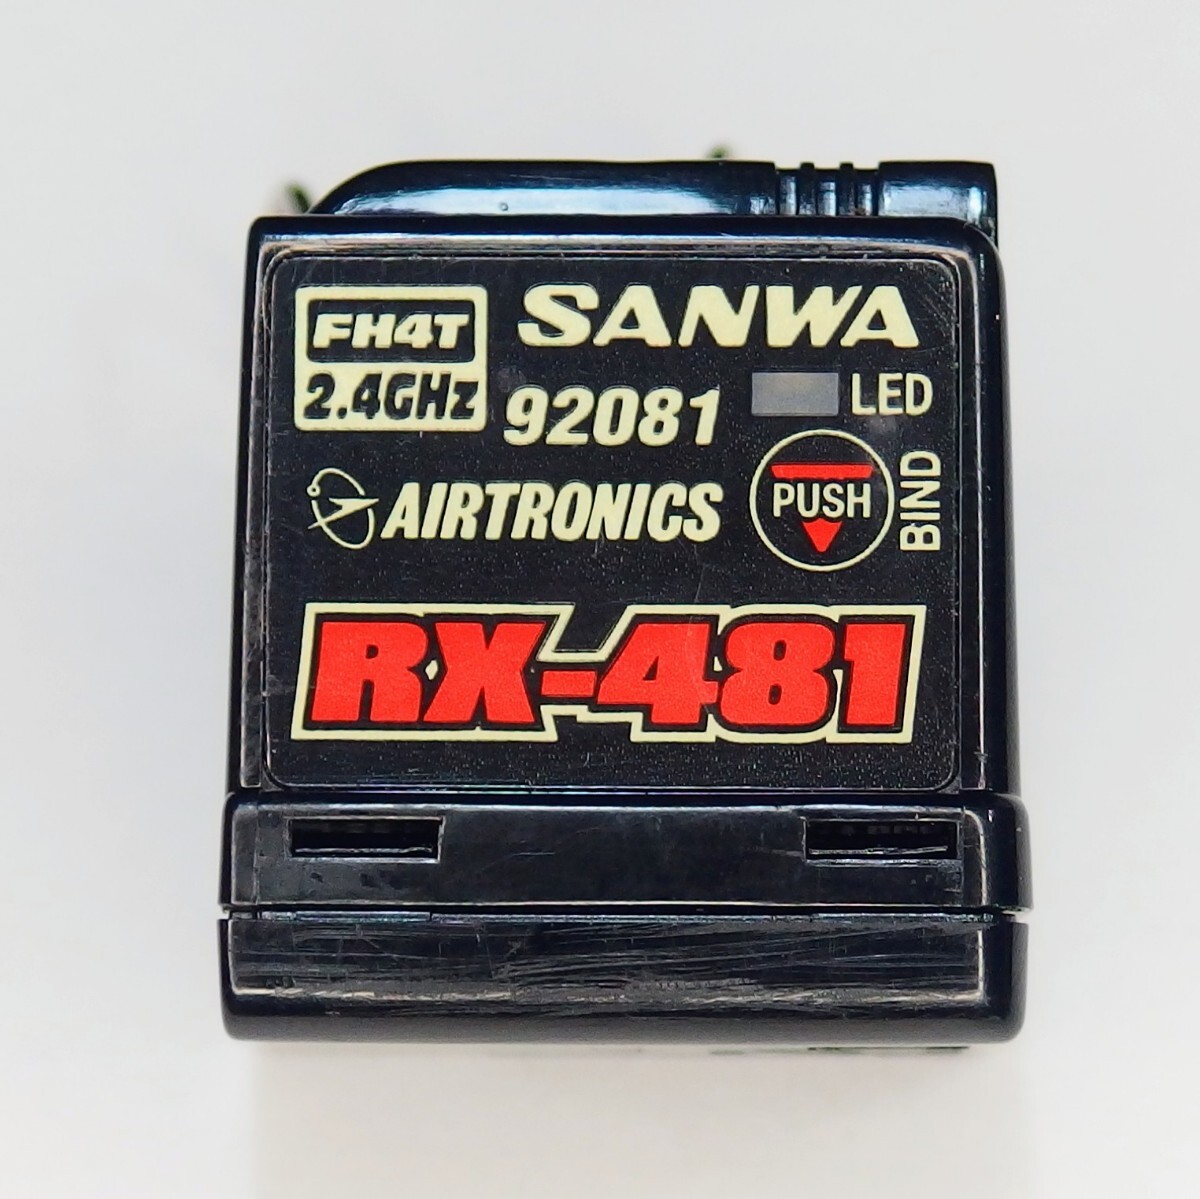 FH4T
2.4GHz
SANWA
92081
LED
AIRTRONICS
PUSH
BIND
RX-481